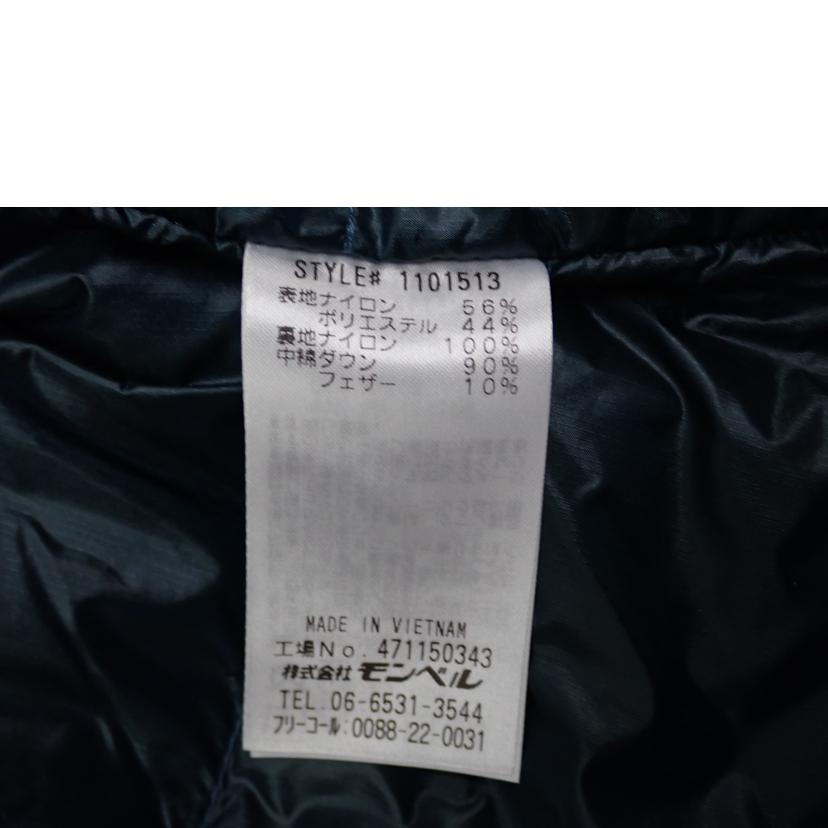 STYLE# 1101513
表地ナイロン 56%
ポリエステル 44%
裏地ナイロン 100%
中綿ダウン 90%
フェザー 10%
MADE IN VIETNAM
工場No. 471150343
株式会社モンベル
TEL.06-6531-3544
フリーコール:0088-22-0031